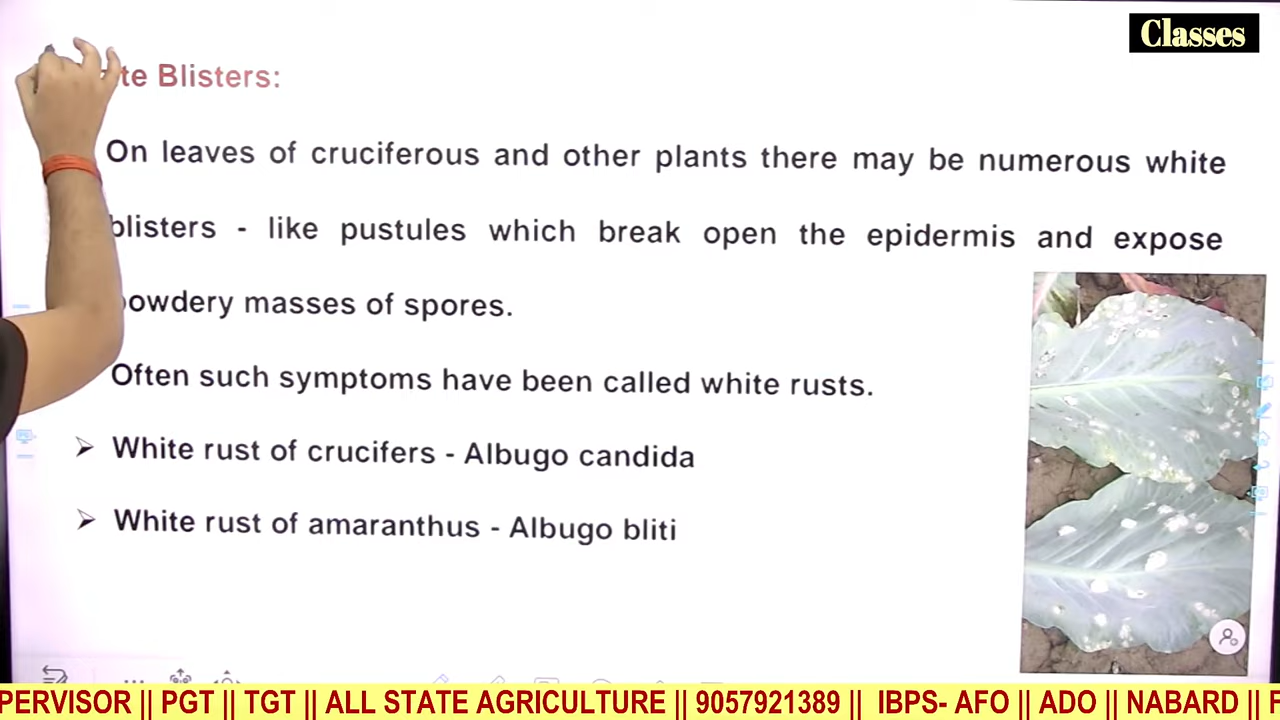 Classes
te Blisters:
On leaves of cruciferous and other plants there may be numerous white
blisters - like pustules which break open the epidermis and expose
powdery masses of spores.
Often such symptoms have been called white rusts.
➢ White rust of crucifers - Albugo candida
➢ White rust of amaranthus - Albugo bliti
PERVISOR || PGT || TGT || ALL STATE AGRICULTURE || 9057921389 || IBPS- AFO || ADO || NABARD || F